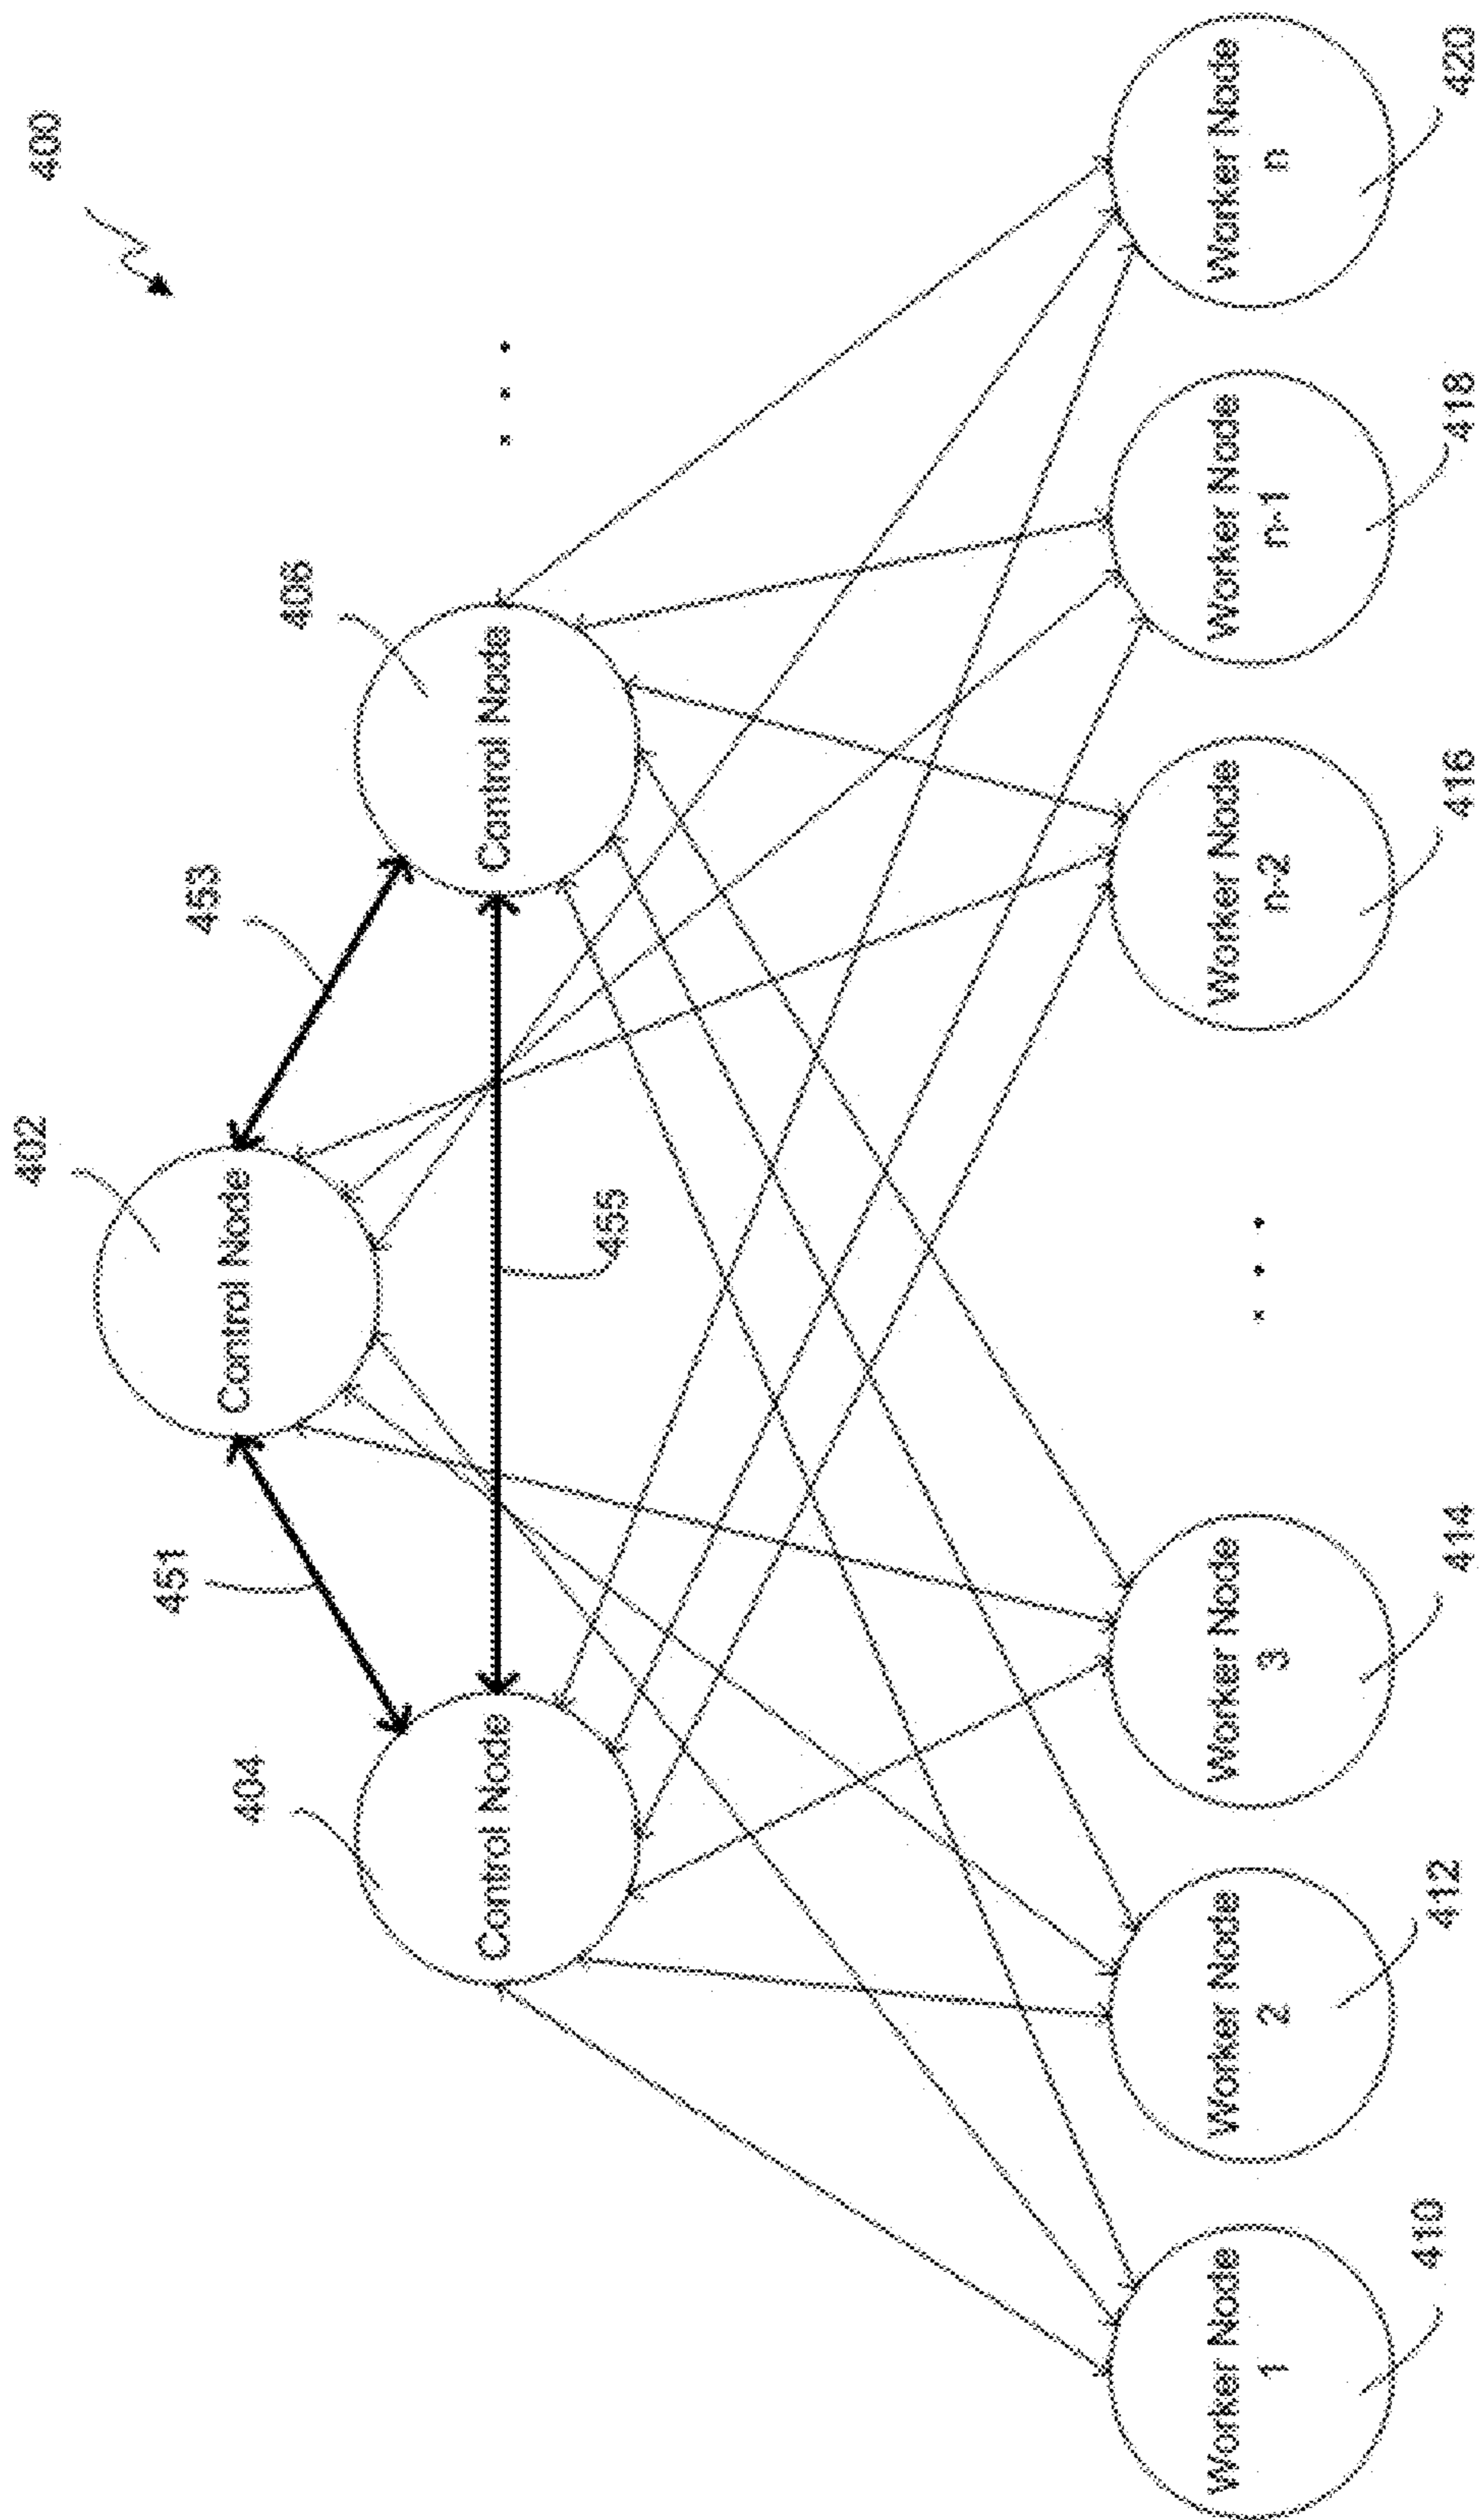 400
402
451
453
404
406
Control Node
Control Node
Control Node
455
. . .
Worker Node
1
Worker Node
2
Worker Node
3
. . .
Worker Node
n-2
Worker Node
n-1
Worker Node
n
410
412
414
416
418
420